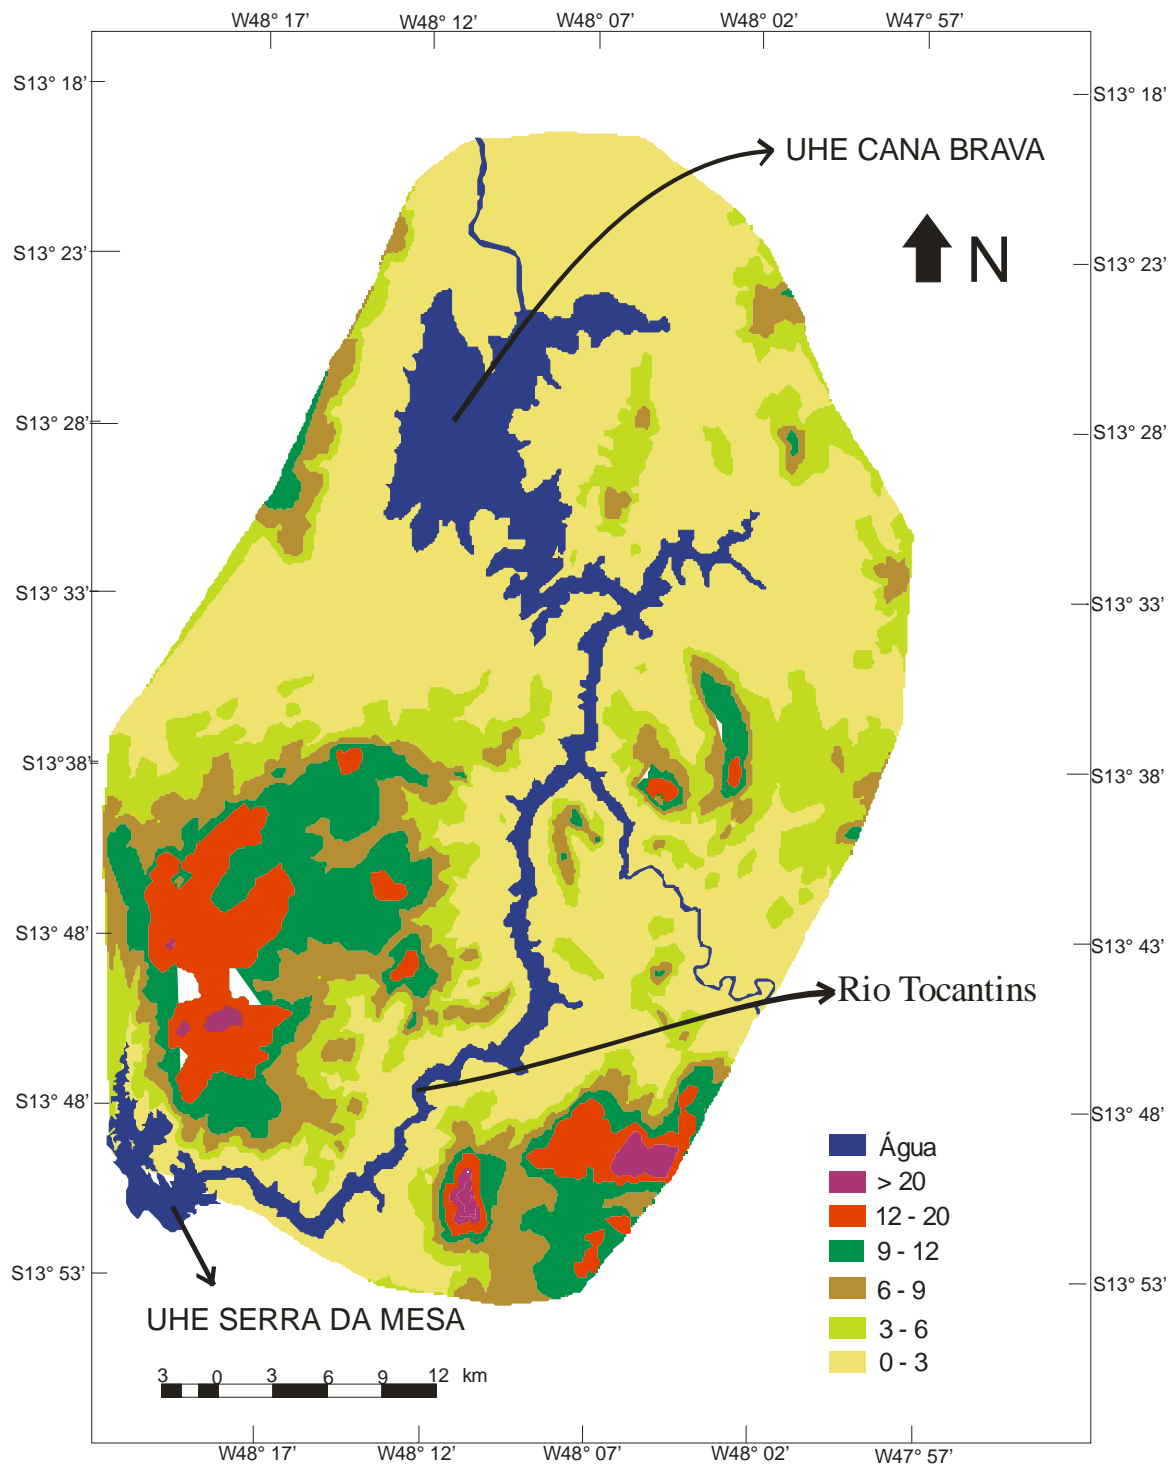 W48° 17'
W48° 12'
W48° 07'
W48° 02'
W47° 57'
S13° 18'
S13° 18'
UHE CANA BRAVA
N
S13° 23'
S13° 23'
S13° 28'
S13° 28'
S13° 33'
S13° 33'
S13° 38'
S13° 38'
S13° 48'
S13° 43'
Rio Tocantins
S13° 48'
S13° 48'
Água
> 20
12 - 20
9 - 12
S13° 53'
S13° 53'
6 - 9
UHE SERRA DA MESA
3 - 6
0 - 3
3 0 3 6 9 12 km
W48° 17'
W48° 12'
W48° 07'
W48° 02'
W47° 57'